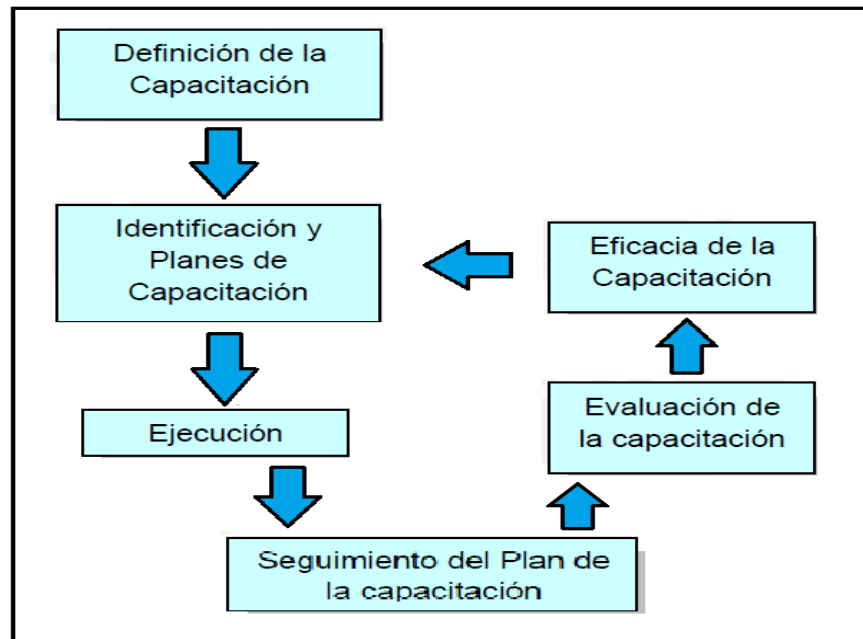 Definición de la
Capacitación
Identificación y
Planes de
Capacitación
Ejecución
Seguimiento del Plan de
la capacitación
Evaluación de
la capacitación
Eficacia de la
Capacitación